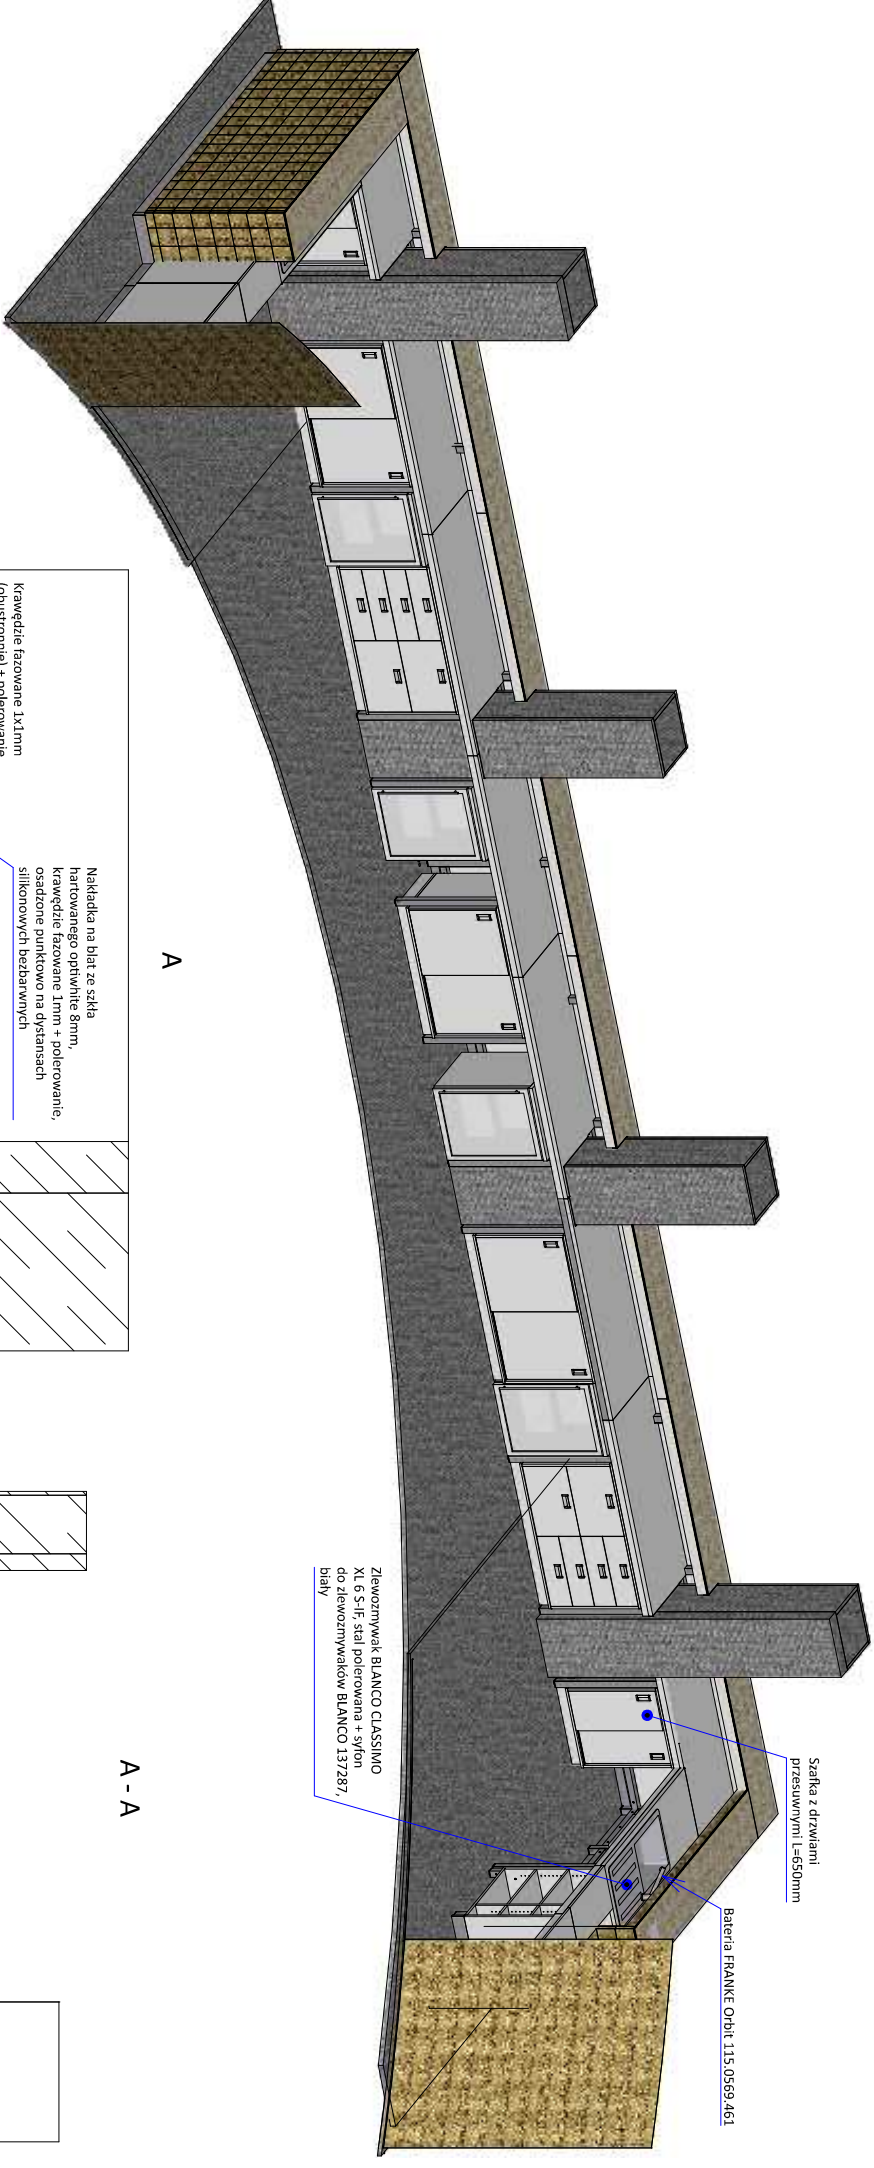 Szafka z drzwiami
przesuwnymi L=650mm
Bateria FRANKE Orbit 115.0569.461
Zlewozmywak BLANCO CLASSIMO
XL 6 S-IF, stal polerowana + syfon
do zlewozmywaków BLANCO 137287,
biały
A
A - A
Nakładka na blat ze szkła
hartowanego optiwhite 8mm,
krawędzie fazowane 1mm + polerowanie,
osadzone punktowo na dystansach
silikonowych bezbarwnych
Krawędzie fazowane 1x1mm
(obustronnie) + polerowanie